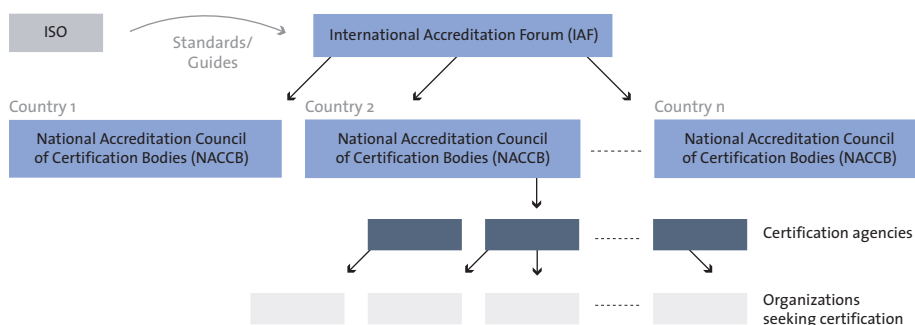 ISO
Standards/
Guides
International Accreditation Forum (IAF)
Country 1
Country 2
Country n
National Accreditation Council
of Certification Bodies (NACCB)
National Accreditation Council
of Certification Bodies (NACCB)
National Accreditation Council
of Certification Bodies (NACCB)
Certification agencies
Organizations
seeking certification